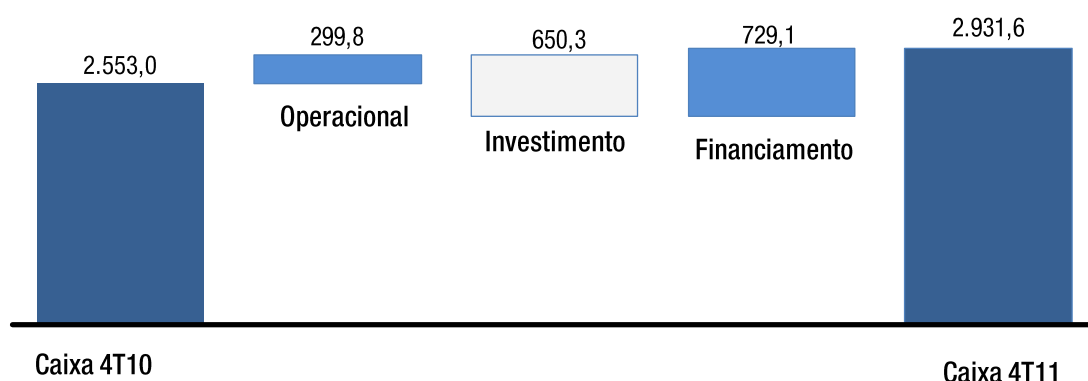 2.553,0
299,8
650,3
729,1
2.931,6
Operacional
Investimento
Financiamento
Caixa 4T10
Caixa 4T11